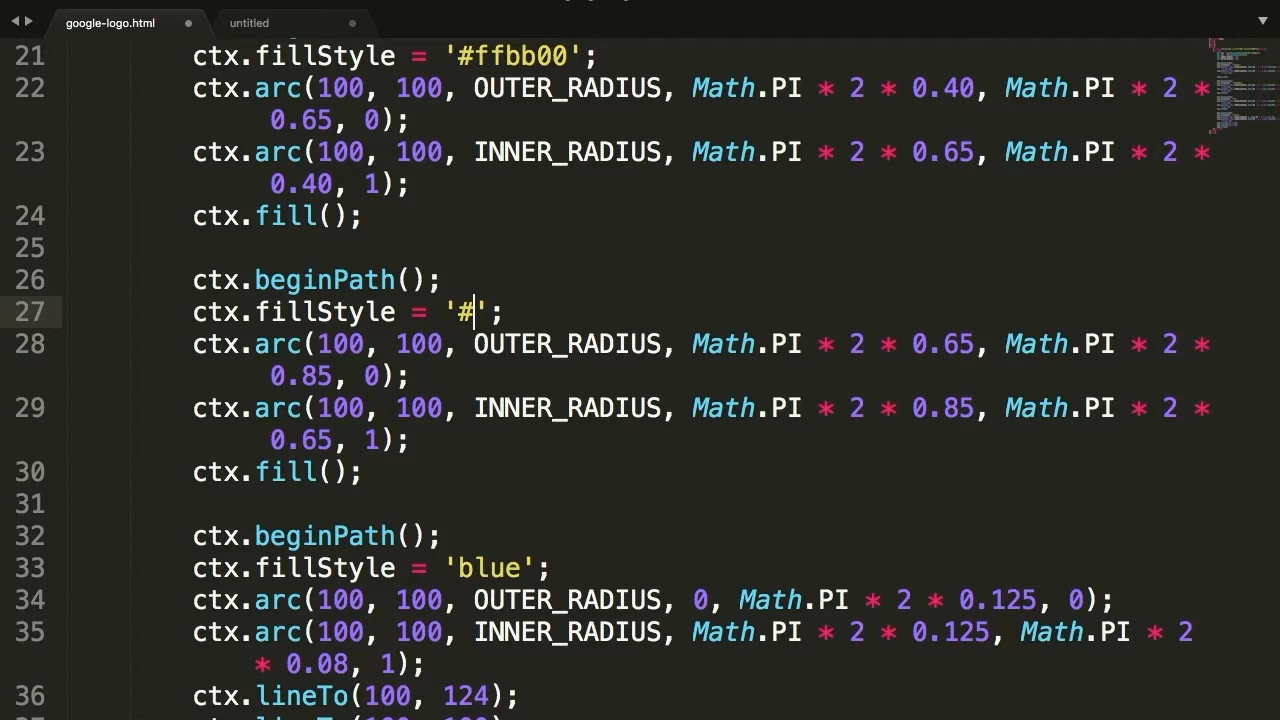 google-logo.html
untitled
21 ctx.fillStyle = '#ffbb00';
22 ctx.arc(100, 100, OUTER_RADIUS, Math.PI * 2 * 0.40, Math.PI * 2 *
0.65, 0);
23 ctx.arc(100, 100, INNER_RADIUS, Math.PI * 2 * 0.65, Math.PI * 2 *
0.40, 1);
24 ctx.fill();
25
26 ctx.beginPath();
27 ctx.fillStyle = '#';
28 ctx.arc(100, 100, OUTER_RADIUS, Math.PI * 2 * 0.65, Math.PI * 2 *
0.85, 0);
29 ctx.arc(100, 100, INNER_RADIUS, Math.PI * 2 * 0.85, Math.PI * 2 *
0.65, 1);
30 ctx.fill();
31
32 ctx.beginPath();
33 ctx.fillStyle = 'blue';
34 ctx.arc(100, 100, OUTER_RADIUS, 0, Math.PI * 2 * 0.125, 0);
35 ctx.arc(100, 100, INNER_RADIUS, Math.PI * 2 * 0.125, Math.PI * 2
* 0.08, 1);
36 ctx.lineTo(100, 124);